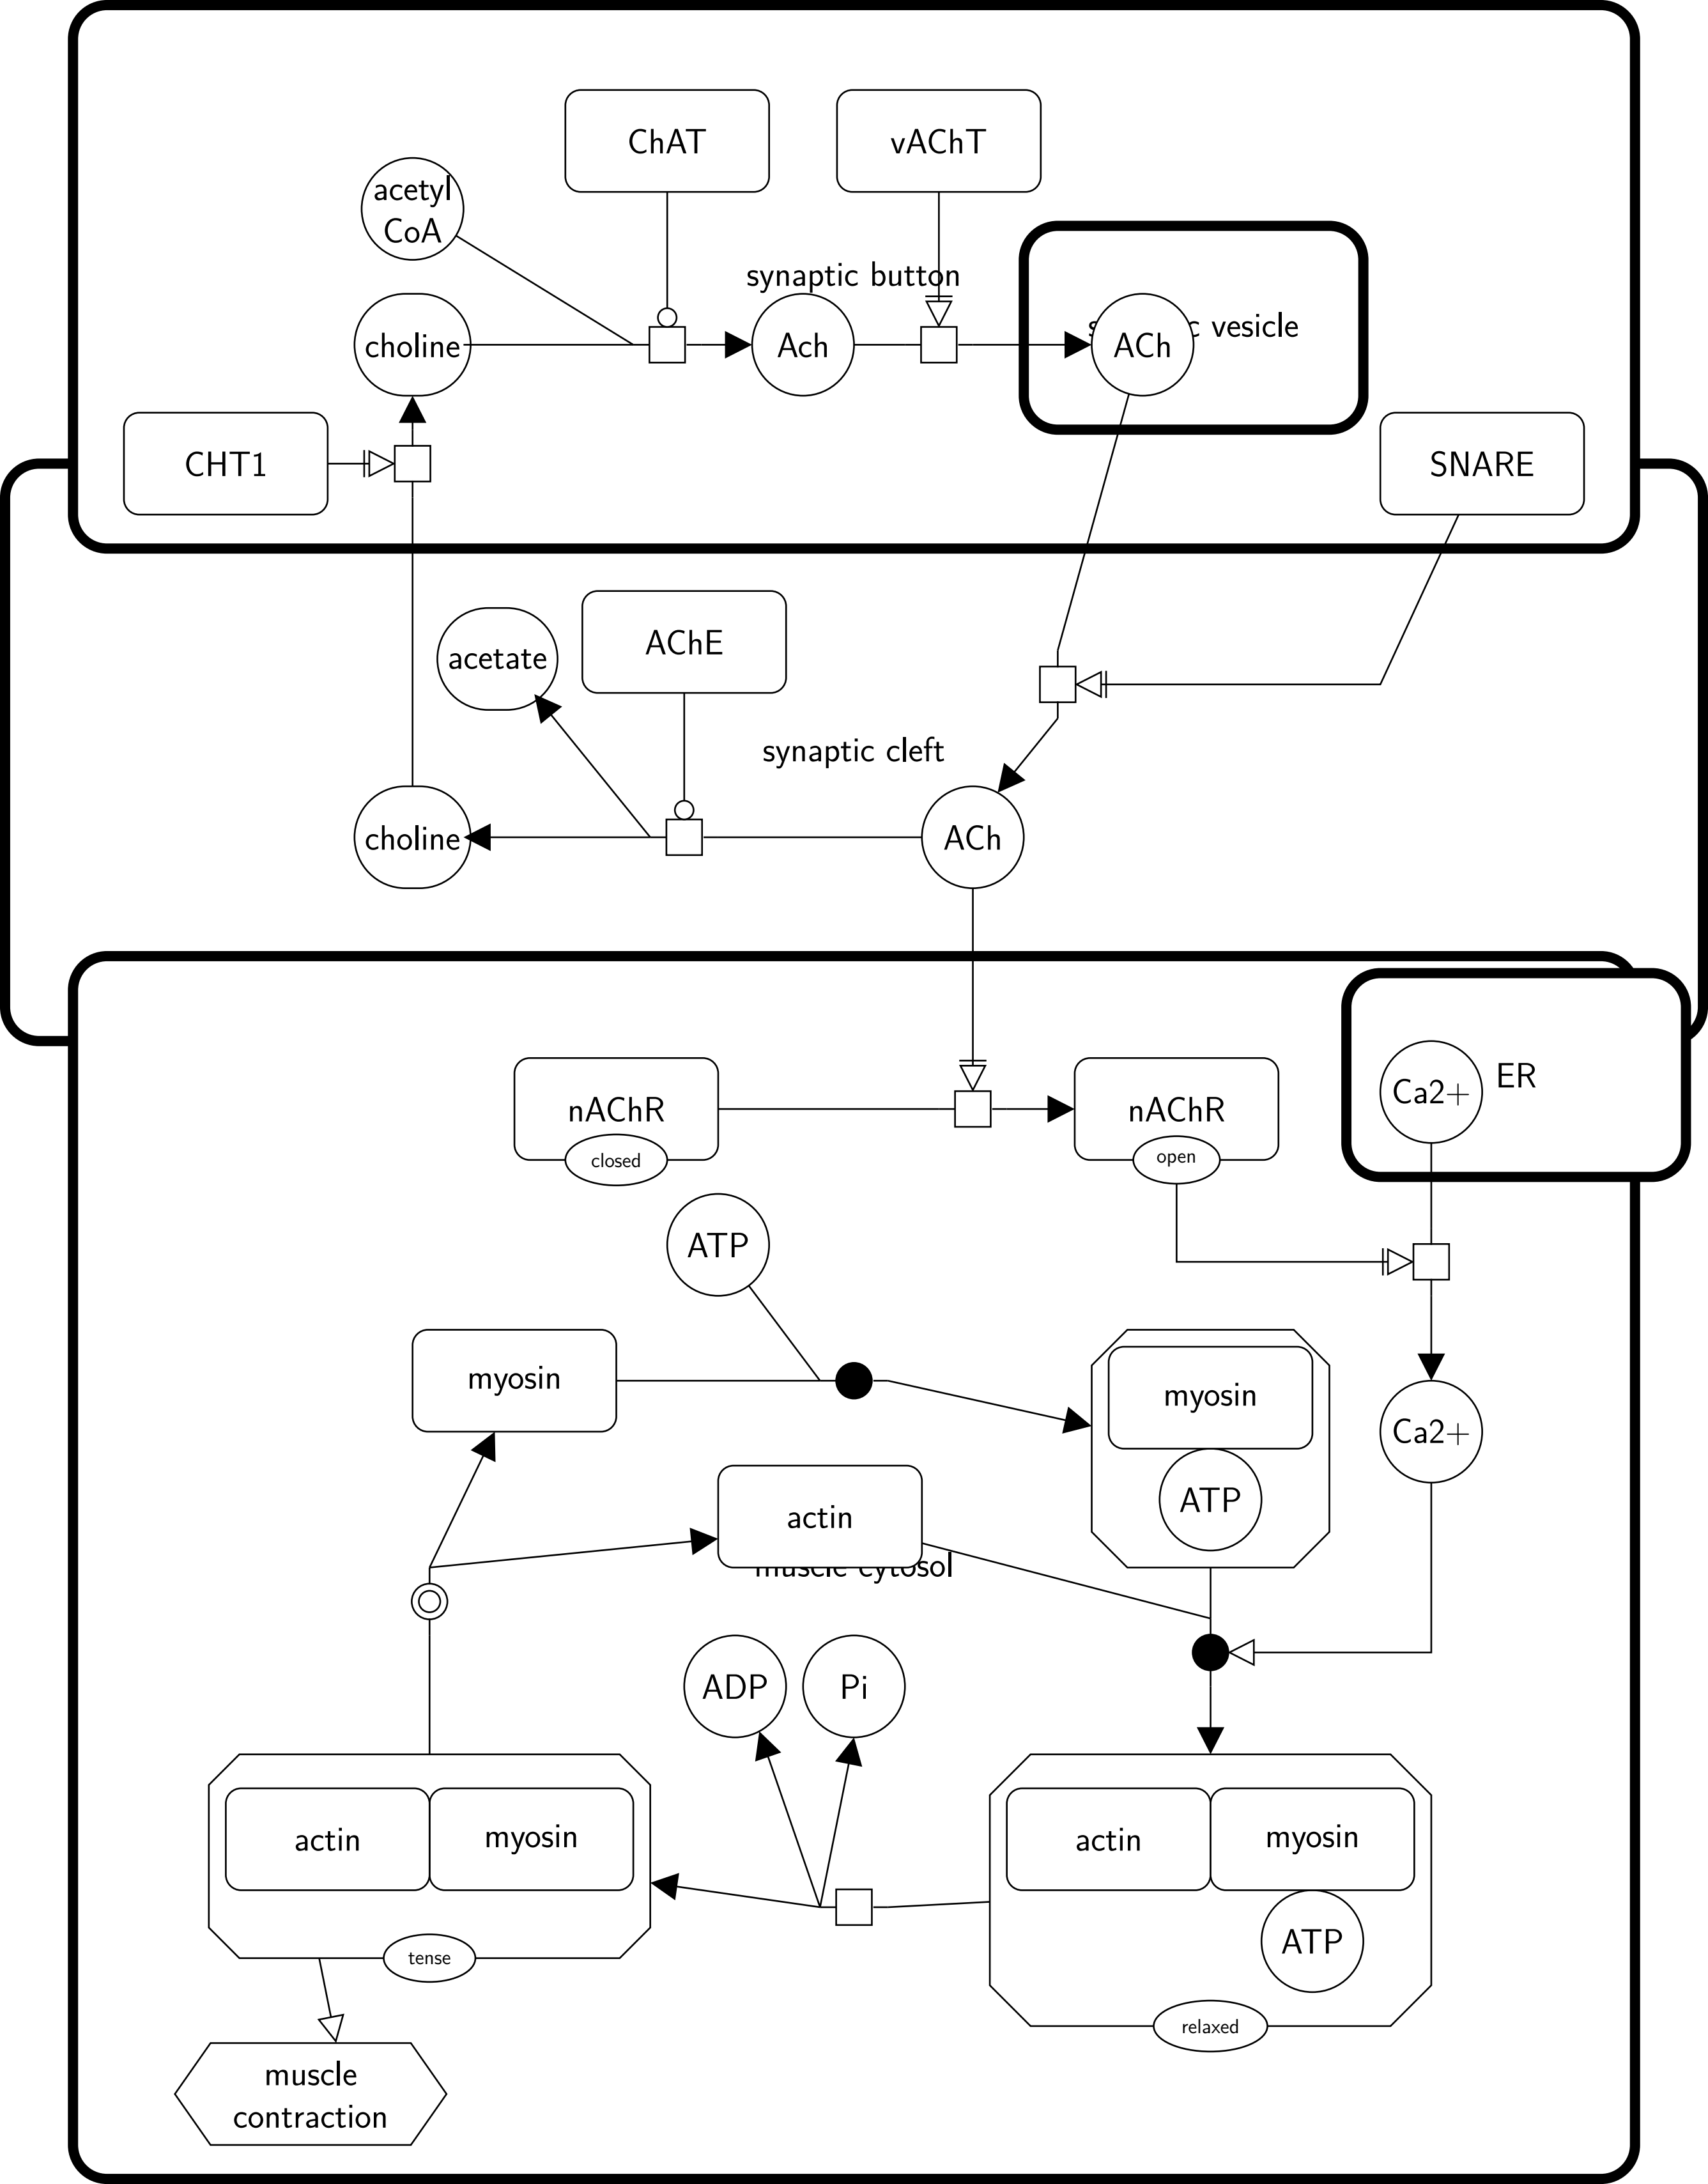 ChAT
vAChT
acetyl
CoA
synaptic button
vesicle
choline
Ach
ACh
CHT1
SNARE
acetate
AChE
synaptic cleft
choline
ACh
nAChR
closed
nAChR
open
Ca2+
ER
ATP
myosin
myosin
ATP
Ca2+
actin
muscle cytosol
ADP
Pi
actin
myosin
tense
actin
myosin
ATP
relaxed
muscle
contraction